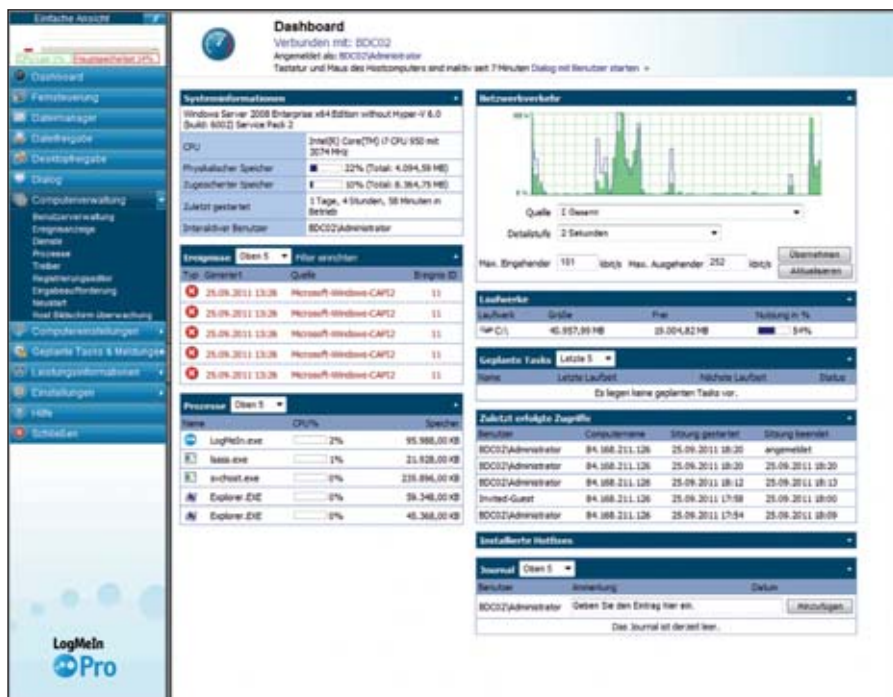 Einfache Ansicht
Dashboard
Fernsteuerung
Dateimanager
Dateifreigabe
Desktopfreigabe
Dialog
Computerverwaltung
Benutzerverwaltung
Ereignisanzeige
Dienste
Prozesse
Treiber
Registrierungseditor
Eingabeaufforderung
Neustart
Host Bildschirm Überwachung
Computereinstellungen
Geplante Tasks & Meldungen
Leistungsinformationen
Einstellungen
Hilfe
Schließen
LogMeIn
Pro
Dashboard
Verbunden mit: BDC02
Angemeldet als: BDC02\Administrator
Tastatur und Maus des Hostcomputers sind inaktiv seit 7 Minuten Dialog mit Benutzer starten »
Systeminformationen
Windows Server 2008 Enterprise x64 Edition without Hyper-V 6.0
(build: 6002) Service Pack 2
CPU Intel(R) Core(TM) i7 CPU 950 mit
3074 MHz
Physikalischer Speicher 22% (Total: 4.094,59 MB)
Zugesicherter Speicher 10% (Total: 8.364,75 MB)
Zuletzt gestartet 1 Tage, 4 Stunden, 58 Minuten in
Betrieb
Interaktiver Benutzer BDC02\Administrator
Ereignisse Oben 5 Filter einrichten
Typ Generiert Quelle Ereignis ID
25.09.2011 13:26 Microsoft-Windows-CAPI2 11
25.09.2011 13:26 Microsoft-Windows-CAPI2 11
25.09.2011 13:26 Microsoft-Windows-CAPI2 11
25.09.2011 13:26 Microsoft-Windows-CAPI2 11
25.09.2011 13:26 Microsoft-Windows-CAPI2 11
Prozesse Oben 5
Name CPU% Speicher
LogMeIn.exe 2% 95.988,00 KB
lsass.exe 1% 21.928,00 KB
svchost.exe 0% 235.896,00 KB
Explorer.EXE 0% 59.348,00 KB
Explorer.EXE 0% 45.368,00 KB
Netzwerkverkehr
100 %
0 %
Quelle Σ Gesamt
Detailstufe 2 Sekunden
Max. Eingehender 101 kbit/s Max. Ausgehender 252 kbit/s
Übernehmen
Aktualisieren
Laufwerke
Laufwerk Größe Frei Nutzung in %
C:\ 40.957,99 MB 19.004,82 MB 54%
Geplante Tasks Letzte 5
Name Letzte Laufzeit Nächste Laufzeit Status
Es liegen keine geplanten Tasks vor.
Zuletzt erfolgte Zugriffe
Benutzer Computername Sitzung gestartet Sitzung beendet
BDC02\Administrator 84.168.211.126 25.09.2011 18:20 angemeldet
BDC02\Administrator 84.168.211.126 25.09.2011 18:20 25.09.2011 18:20
BDC02\Administrator 84.168.211.126 25.09.2011 18:12 25.09.2011 18:13
Invited-Guest 84.168.211.126 25.09.2011 17:58 25.09.2011 18:00
BDC02\Administrator 84.168.211.126 25.09.2011 17:54 25.09.2011 18:09
Installierte Hotfixes
Journal Oben 5
Benutzer Anmerkung Datum
BDC02\Administrator Geben Sie den Eintrag hier ein. Hinzufügen
Das Journal ist derzeit leer.